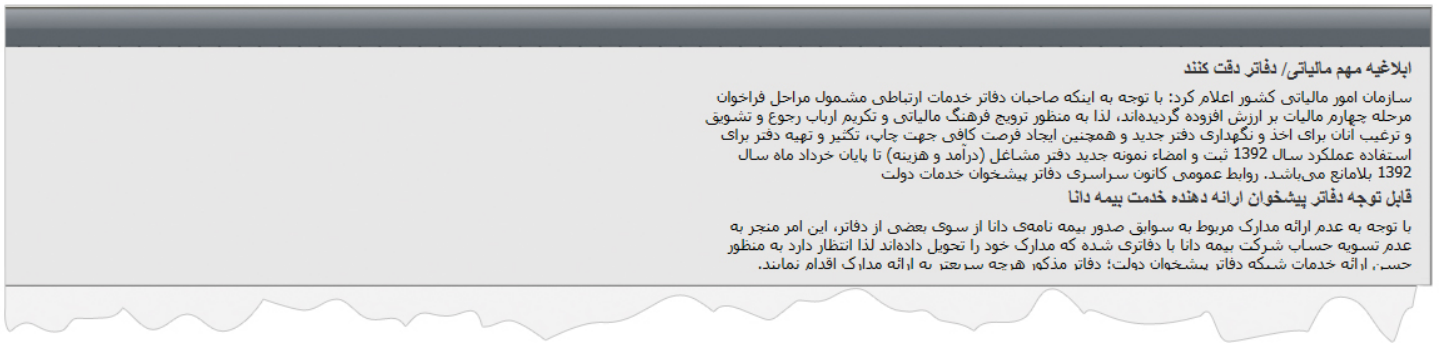 ابلاغیه مهم مالیاتی/ دفاتر دقت کنند
سازمان امور مالیاتی کشور اعلام کرد: با توجه به اینکه صاحبان دفاتر خدمات ارتباطی مشمول مراحل فراخوان
مرحله چهارم مالیات بر ارزش افزوده گردیده‌اند، لذا به منظور ترویج فرهنگ مالیاتی و تکریم ارباب رجوع و تشویق
و ترغیب آنان برای اخذ و نگهداری دفتر جدید و همچنین ایجاد فرصت کافی جهت چاپ، تکثیر و تهیه دفتر برای
استفاده عملکرد سال 1392 ثبت و امضاء نمونه جدید دفتر مشاغل (درآمد و هزینه) تا پایان خرداد ماه سال
1392 بلامانع می‌باشد. روابط عمومی کانون سراسری دفاتر پیشخوان خدمات دولت
قابل توجه دفاتر پیشخوان ارائه دهنده خدمت بیمه دانا
با توجه به عدم ارائه مدارک مربوط به سوابق صدور بیمه نامه‌ی دانا از سوی بعضی از دفاتر، این امر منجر به
عدم تسویه حساب شرکت بیمه دانا با دفاتری شده که مدارک خود را تحویل داده‌اند لذا انتظار دارد به منظور
حسن ارائه خدمات شبکه دفاتر پیشخوان دولت؛ دفاتر مذکور هرچه سریعتر به ارائه مدارک اقدام نمایند.